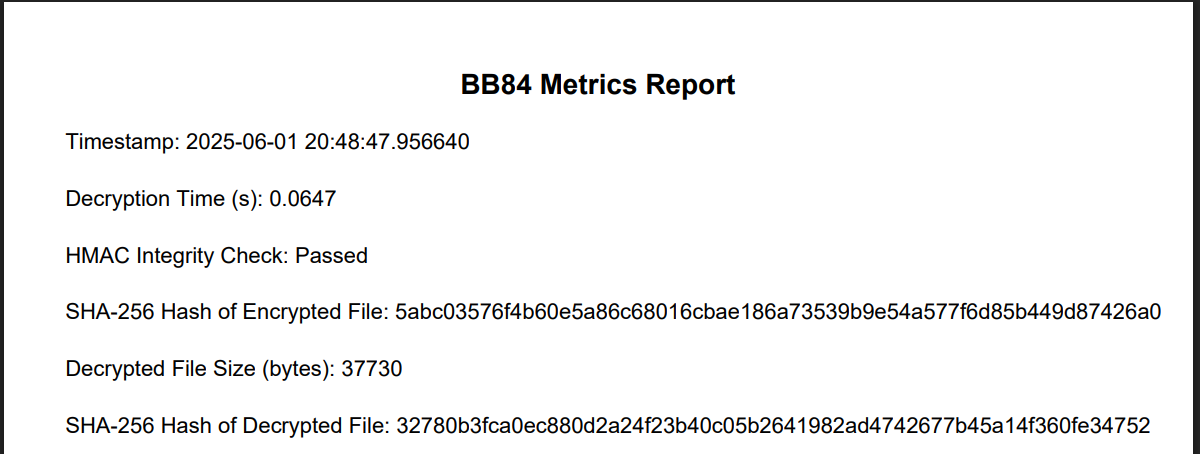 BB84 Metrics Report
Timestamp: 2025-06-01 20:48:47.956640
Decryption Time (s): 0.0647
HMAC Integrity Check: Passed
SHA-256 Hash of Encrypted File: 5abc03576f4b60e5a86c68016cbae186a73539b9e54a577f6d85b449d87426a0
Decrypted File Size (bytes): 37730
SHA-256 Hash of Decrypted File: 32780b3fca0ec880d2a24f23b40c05b2641982ad4742677b45a14f360fe34752